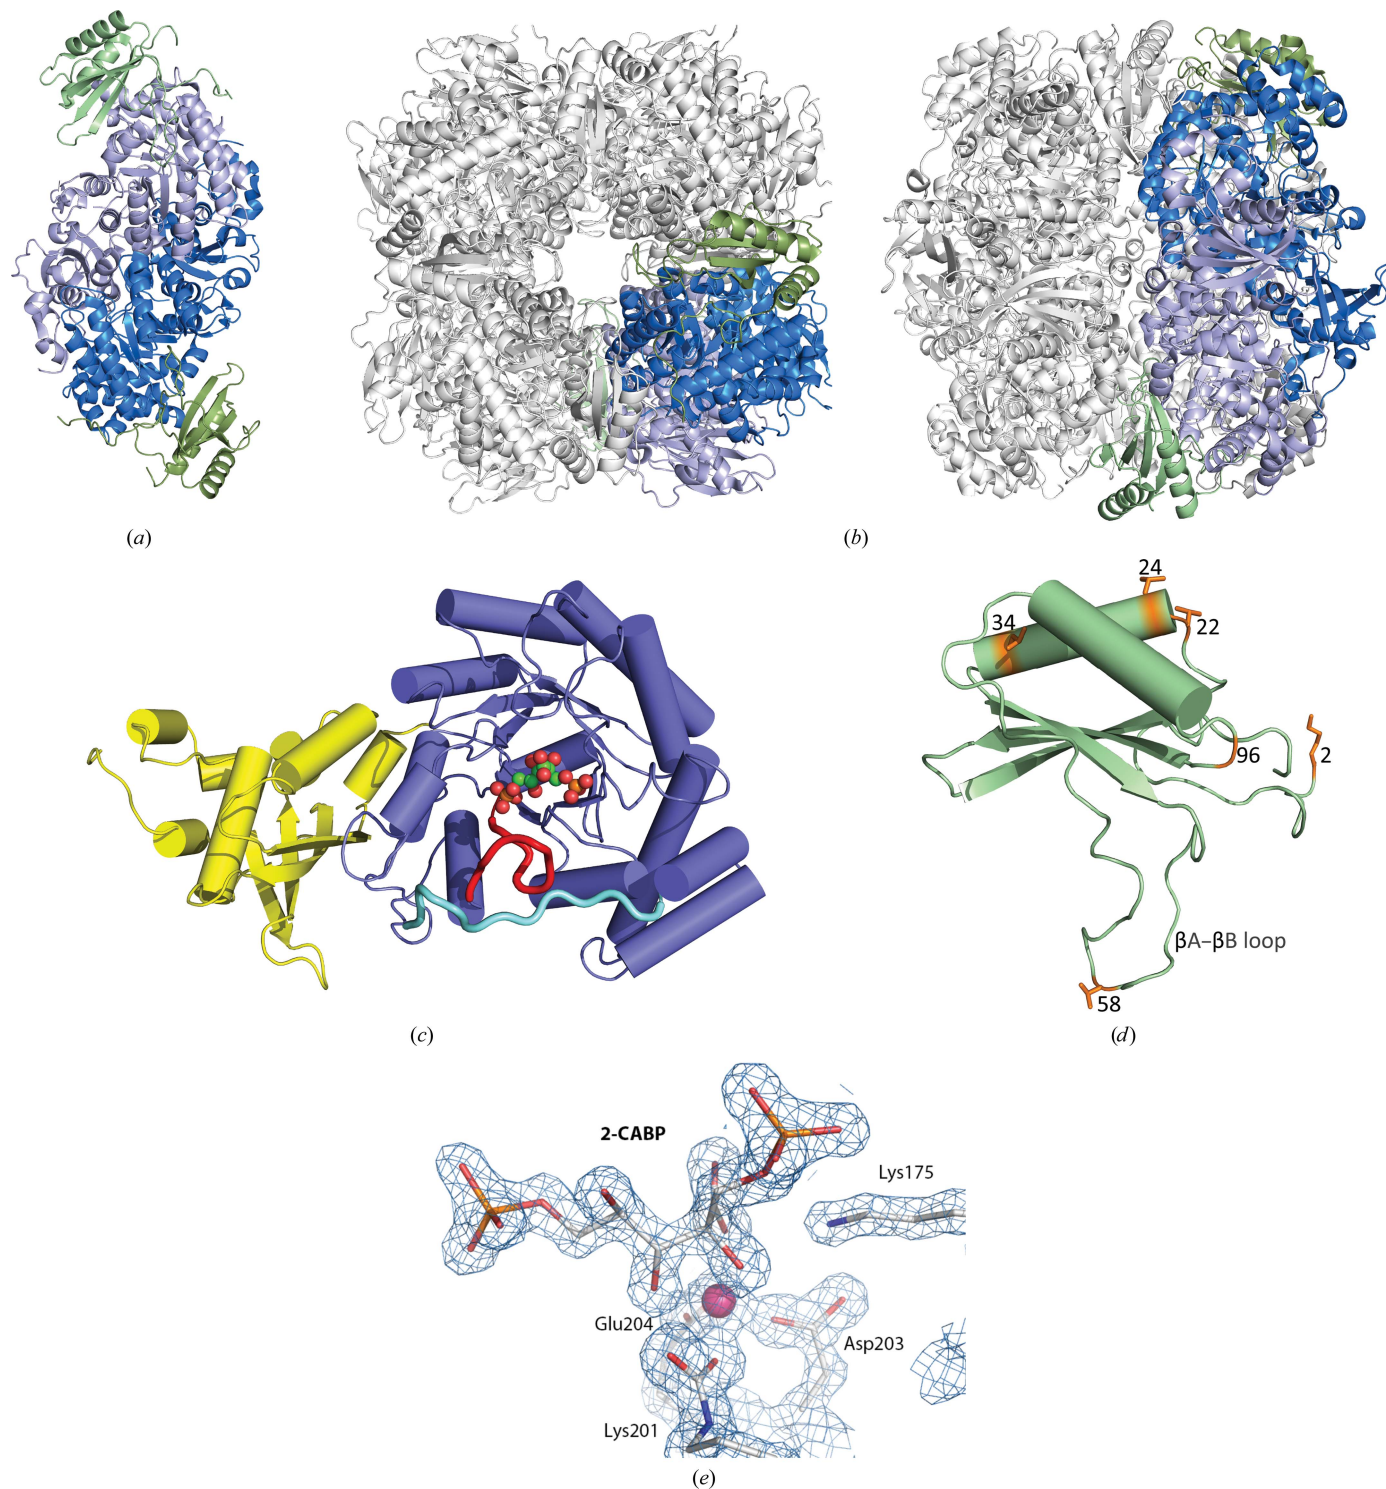 (a)
(b)
24
34
22
96
2
βA–βB loop
58
(c)
(d)
2-CABP
Lys175
Glu204
Asp203
Lys201
(e)